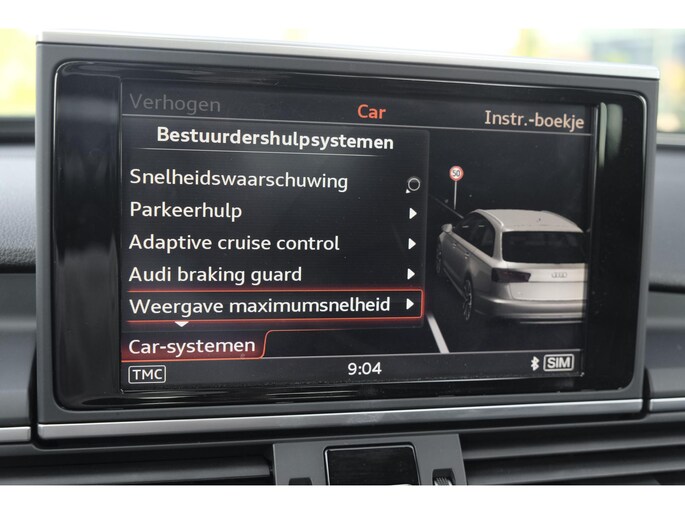 Verhogen
Car
Instr.-boekje
Bestuurdershulpsystemen
Snelheidswaarschuwing
Parkeerhulp
Adaptive cruise control
Audi braking guard
Weergave maximumsnelheid
50
Car-systemen
TMC
9:04
SIM